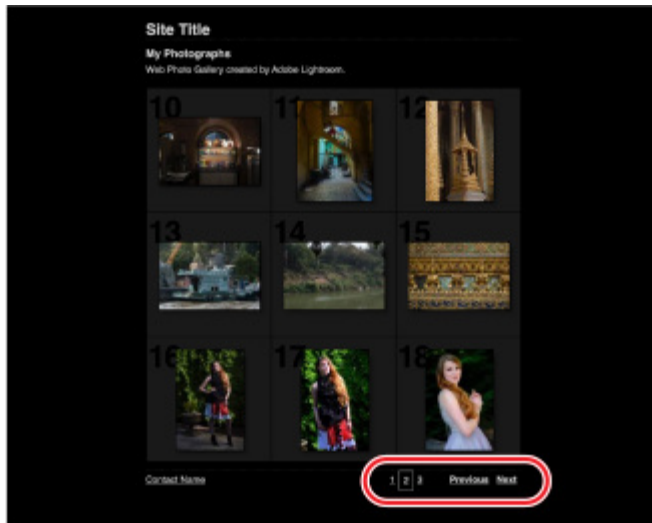 Site Title
My Photographs
Web Photo Gallery created by Adobe Lightroom.
10 11 12
13 14 15
16 17 18
Contact Name 1 2 3 Previous Next